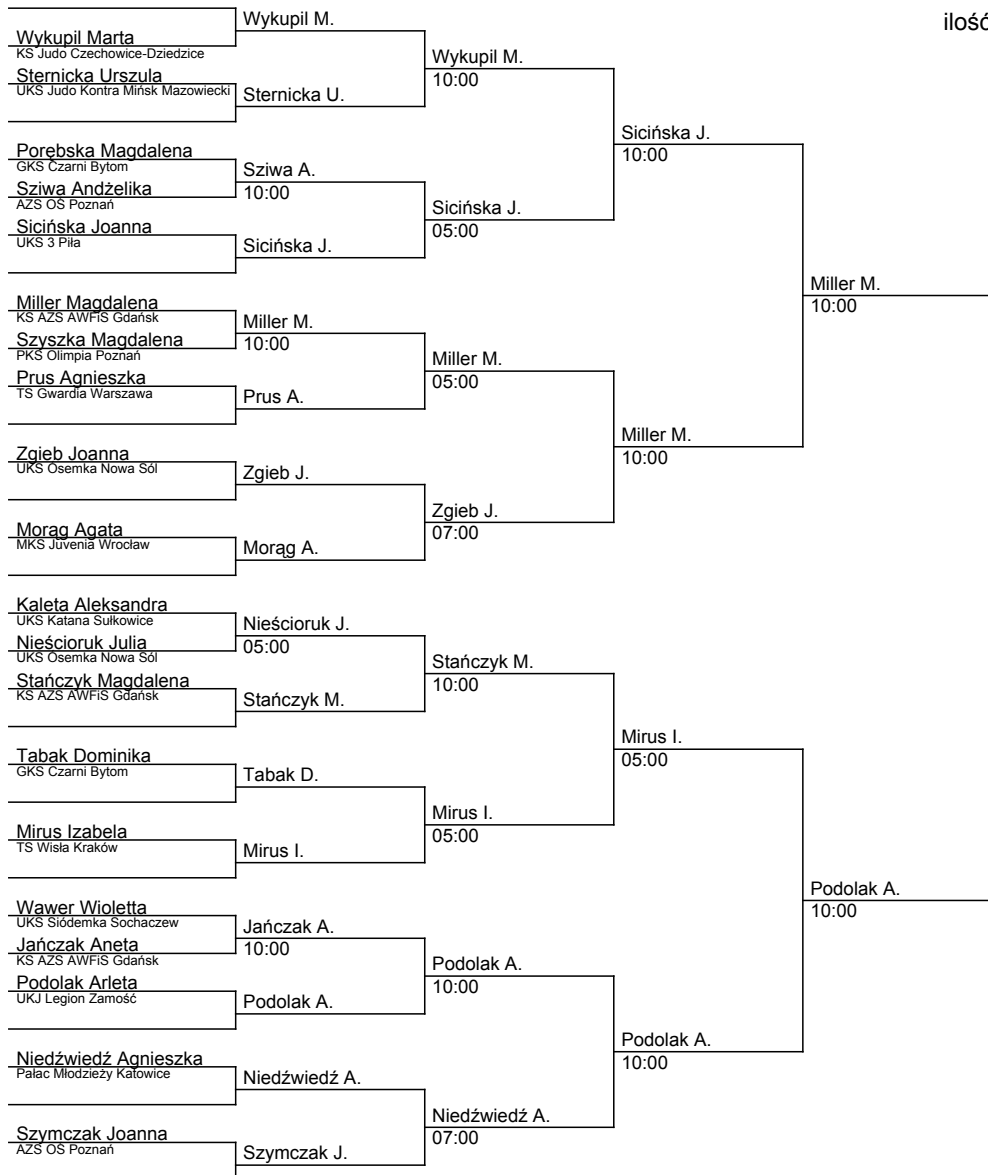 ilość
Wykupil Marta
KS Judo Czechowice-Dziedzice
Sternicka Urszula
UKS Judo Kontra Mińsk Mazowiecki
Porębska Magdalena
GKS Czarni Bytom
Sziwa Andżelika
AZS OŚ Poznań
Sicińska Joanna
UKS 3 Piła
Miller Magdalena
KS AZS AWFiS Gdańsk
Szyszka Magdalena
PKS Olimpia Poznań
Prus Agnieszka
TS Gwardia Warszawa
Zgieb Joanna
UKS Ósemka Nowa Sól
Morąg Agata
MKS Juvenia Wrocław
Kaleta Aleksandra
UKS Katana Sułkowice
Nieścioruk Julia
UKS Ósemka Nowa Sól
Stańczyk Magdalena
KS AZS AWFiS Gdańsk
Tabak Dominika
GKS Czarni Bytom
Mirus Izabela
TS Wisła Kraków
Wawer Wioletta
UKS Siódemka Sochaczew
Jańczak Aneta
KS AZS AWFiS Gdańsk
Podolak Arleta
UKJ Legion Zamość
Niedźwiedź Agnieszka
Pałac Młodzieży Katowice
Szymczak Joanna
AZS OŚ Poznań
Wykupil M.
Sternicka U.
Sziwa A.
10:00
Sicińska J.
Miller M.
10:00
Prus A.
Zgieb J.
Morąg A.
Nieścioruk J.
05:00
Stańczyk M.
Tabak D.
Mirus I.
Jańczak A.
10:00
Podolak A.
Niedźwiedź A.
Szymczak J.
Wykupil M.
10:00
Sicińska J.
05:00
Miller M.
05:00
Zgieb J.
07:00
Stańczyk M.
10:00
Mirus I.
05:00
Podolak A.
10:00
Niedźwiedź A.
07:00
Sicińska J.
10:00
Miller M.
10:00
Mirus I.
05:00
Podolak A.
10:00
Miller M.
10:00
Podolak A.
10:00